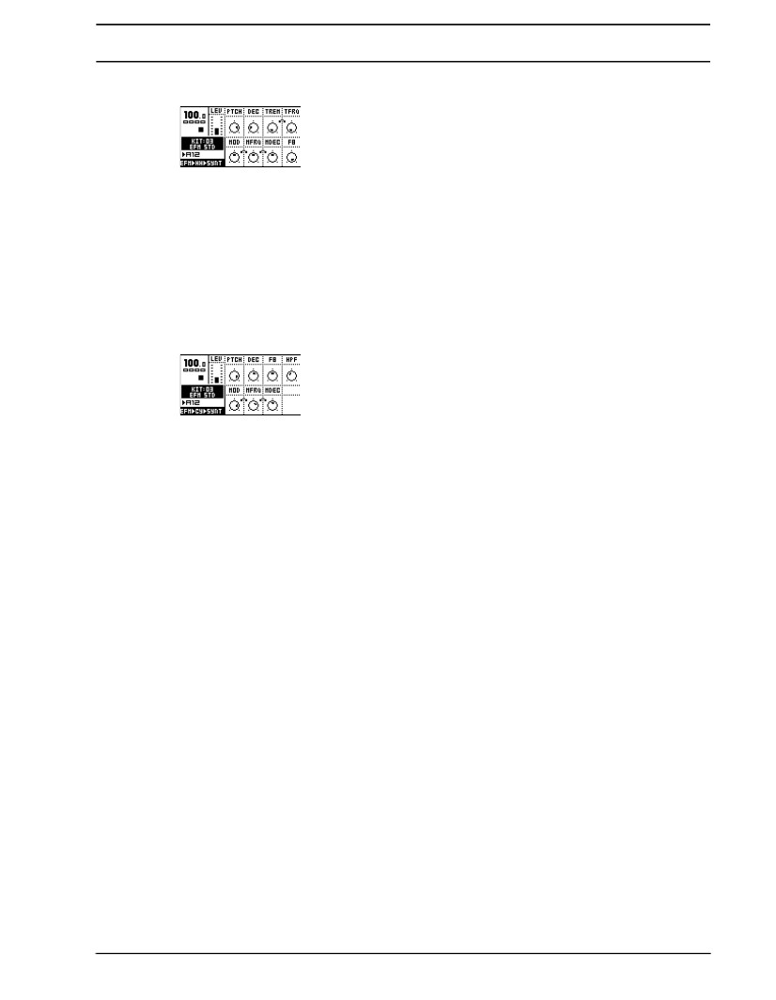 100.0 LEV PTCH DEC TREM TFRQ
KIT:03 MOD MFRQ MDEC FB
EFM STD
A12
EFM▶HH▶SYNT
100.0 LEV PTCH DEC FB HPF
KIT:03 MOD MFRQ MDEC
EFM STD
A12
EFM▶CY▶SYNT